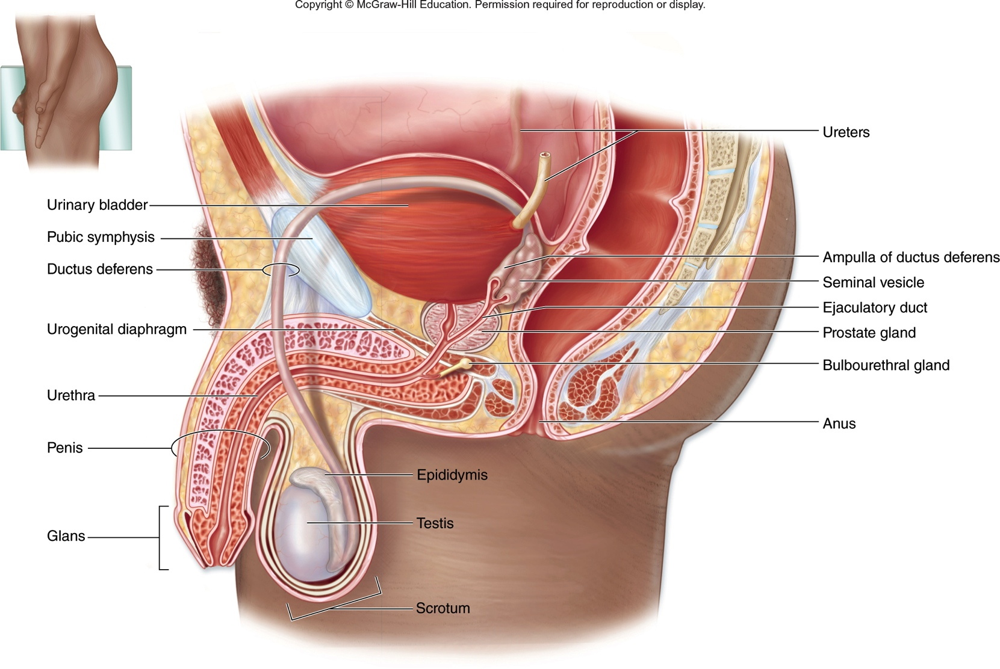 Copyright © McGraw-Hill Education. Permission required for reproduction or display.
Urinary bladder
Pubic symphysis
Ductus deferens
Urogenital diaphragm
Urethra
Penis
Glans
Epididymis
Testis
Scrotum
Ureters
Ampulla of ductus deferens
Seminal vesicle
Ejaculatory duct
Prostate gland
Bulbourethral gland
Anus